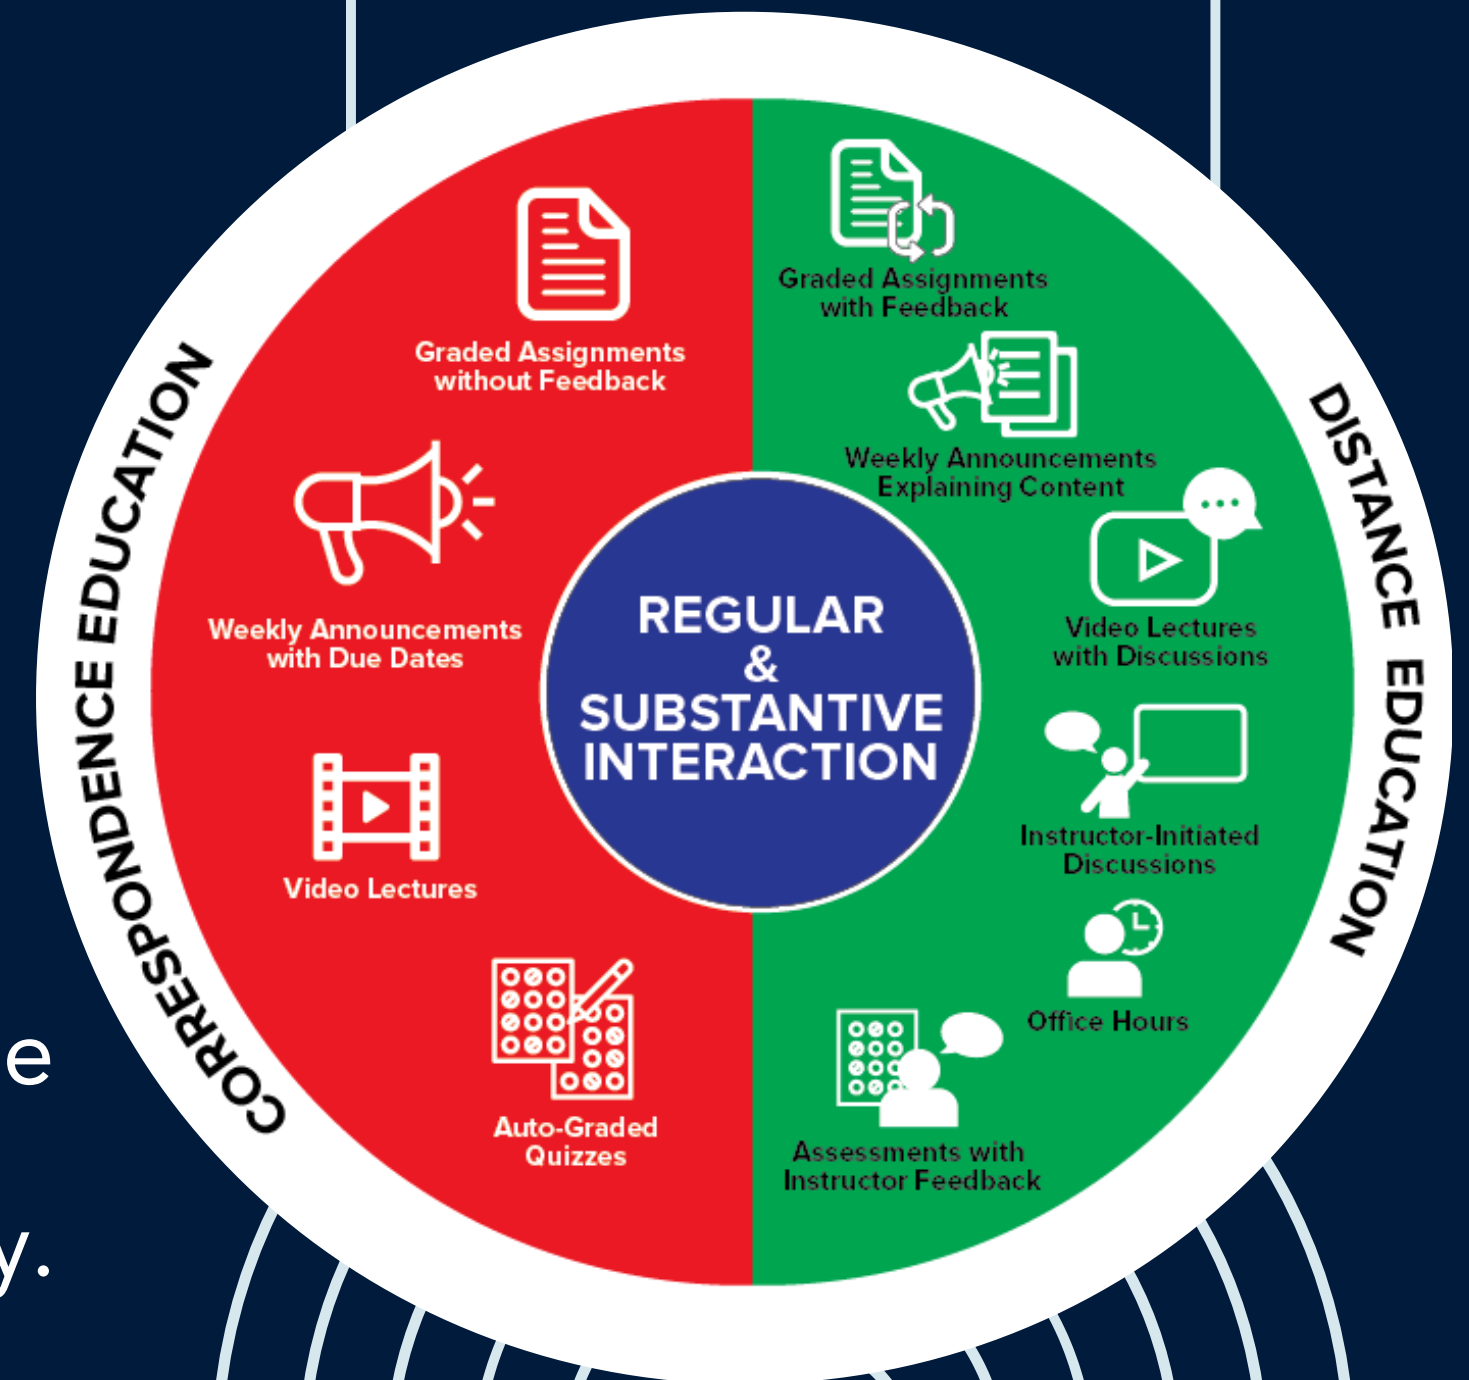 CORRESPONDENCE EDUCATION
Graded Assignments
without Feedback
Weekly Announcements
with Due Dates
Video Lectures
Auto-Graded
Quizzes
REGULAR
&
SUBSTANTIVE
INTERACTION
DISTANCE EDUCATION
Graded Assignments
with Feedback
Weekly Announcements
Explaining Content
Video Lectures
with Discussions
Instructor-Initiated
Discussions
Office Hours
Assessments with
Instructor Feedback
e
y.